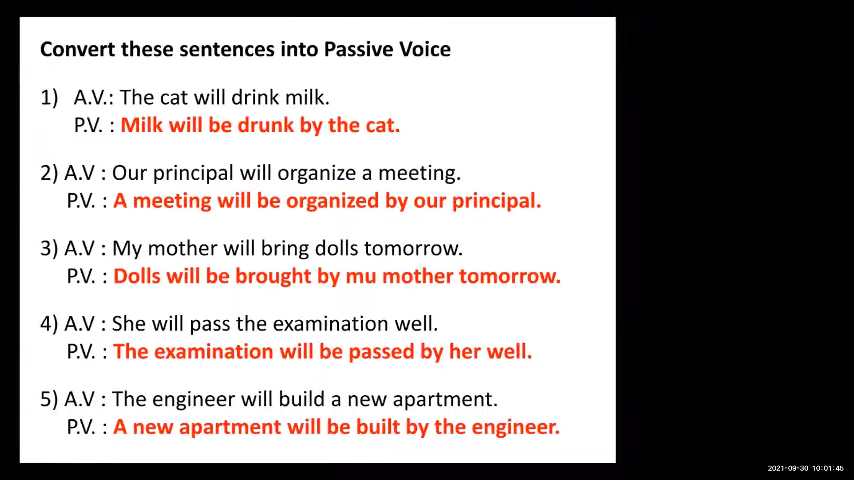 Convert these sentences into Passive Voice
1) A.V.: The cat will drink milk.
P.V. : Milk will be drunk by the cat.
2) A.V : Our principal will organize a meeting.
P.V. : A meeting will be organized by our principal.
3) A.V : My mother will bring dolls tomorrow.
P.V. : Dolls will be brought by mu mother tomorrow.
4) A.V : She will pass the examination well.
P.V. : The examination will be passed by her well.
5) A.V : The engineer will build a new apartment.
P.V. : A new apartment will be built by the engineer.
2021-09-30 10:01:45